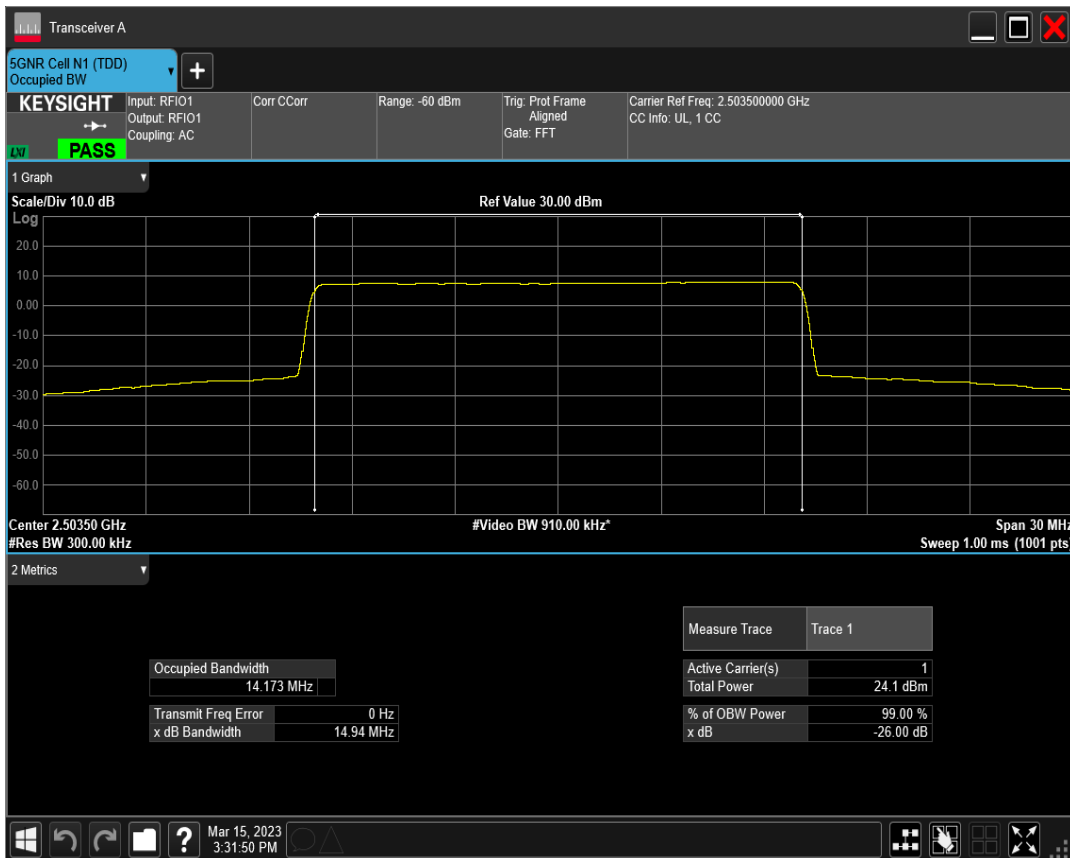 Transceiver A
5GNR Cell N1 (TDD)
Occupied BW
+
KEYSIGHT
LXI
PASS
Input: RFIO1
Output: RFIO1
Coupling: AC
Corr CCorr
Range: -60 dBm
Trig: Prot Frame
Aligned
Gate: FFT
Carrier Ref Freq: 2.503500000 GHz
CC Info: UL, 1 CC
1 Graph
Scale/Div 10.0 dB
Ref Value 30.00 dBm
Log
20.0
10.0
0.00
-10.0
-20.0
-30.0
-40.0
-50.0
-60.0
Center 2.50350 GHz
#Video BW 910.00 kHz*
Span 30 MHz
#Res BW 300.00 kHz
Sweep 1.00 ms (1001 pts)
2 Metrics
Measure Trace Trace 1
Occupied Bandwidth
14.173 MHz
Active Carrier(s) 1
Total Power 24.1 dBm
Transmit Freq Error 0 Hz
x dB Bandwidth 14.94 MHz
% of OBW Power 99.00 %
x dB -26.00 dB
?
Mar 15, 2023
3:31:50 PM